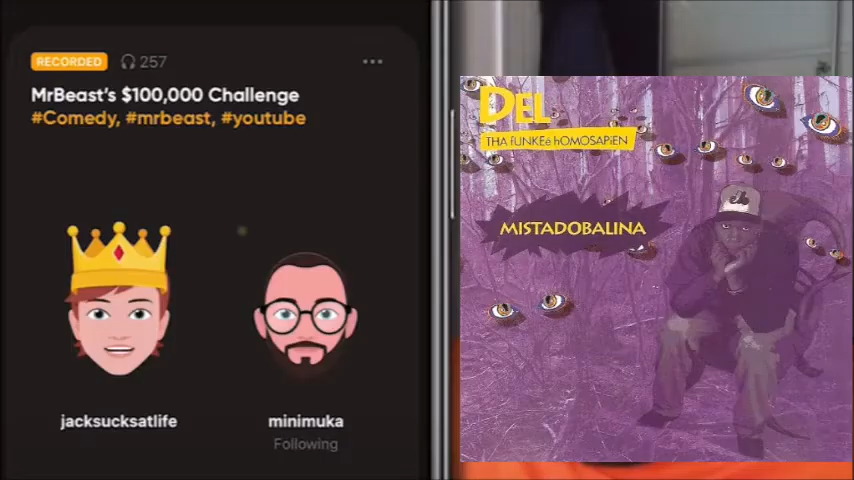 RECORDED 257
MrBeast's $100,000 Challenge
#Comedy, #mrbeast, #youtube
jacksucksatlife
minimuka
Following
DEL
THA fUNKEé hOMOSAPiEN
MISTADOBALINA